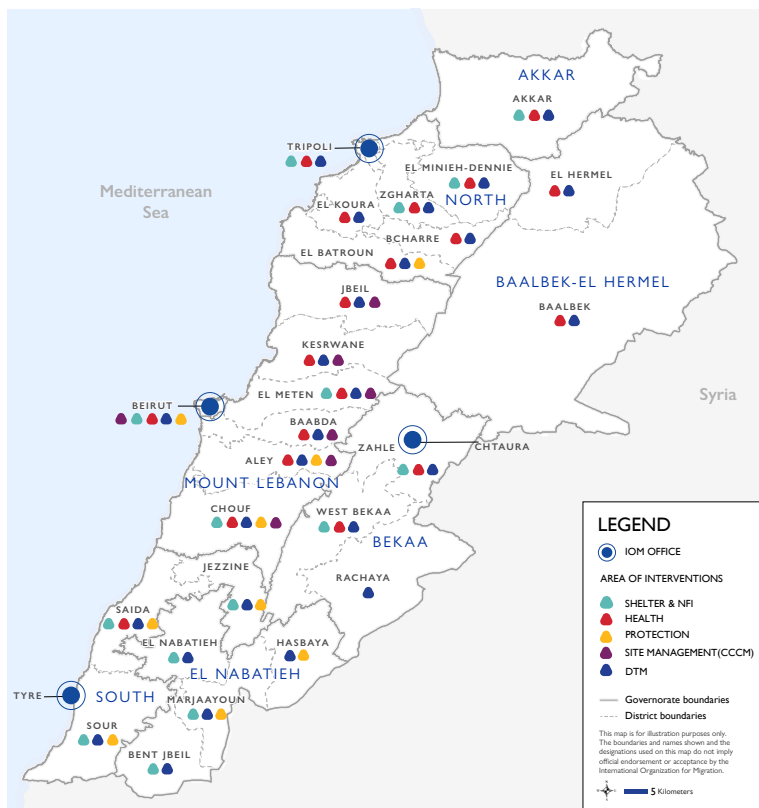 AKKAR
AKKAR
TRIPOLI
EL MINIEH-DENNIE
EL HERMEL
Mediterranean
Sea
ZGHARTA
NORTH
EL-KOURA
BCHARRE
EL BATROUN
BAALBEK-EL HERMEL
JBEIL
BAALBEK
KESRWANE
EL METEN
Syria
BEIRUT
BAABDA
ZAHLE
CHTAURA
ALEY
MOUNT LEBANON
CHOUF
WEST BEKAA
BEKAA
JEZZINE
RACHAYA
SAIDA
EL NABATIEH
HASBAYA
EL NABATIEH
TYRE
SOUTH
MARJAAYOUN
SOUR
BENT JBEIL
LEGEND
IOM OFFICE
AREA OF INTERVENTIONS
SHELTER & NFI
HEALTH
PROTECTION
SITE MANAGEMENT(CCCM)
DTM
Governorate boundaries
District boundaries
This map is for illustration purposes only.
The boundaries and names shown and the
designations used on this map do not imply
official endorsement or acceptance by the
International Organization for Migration.
5 Kilometers